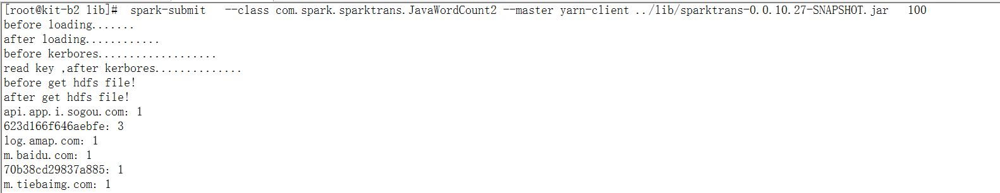 [root@kit-b2 lib]# spark-submit --class com.spark.sparktrans.JavaWordCount2 --master yarn-client ../lib/sparktrans-0.0.10.27-SNAPSHOT.jar 100
before loading.......
after loading............
before kerbores...................
read key ,after kerbores..............
before get hdfs file!
after get hdfs file!
api.app.i.sogou.com: 1
623d166f646aebfe: 3
log.amap.com: 1
m.baidu.com: 1
70b38cd29837a885: 1
m.tiebaimg.com: 1